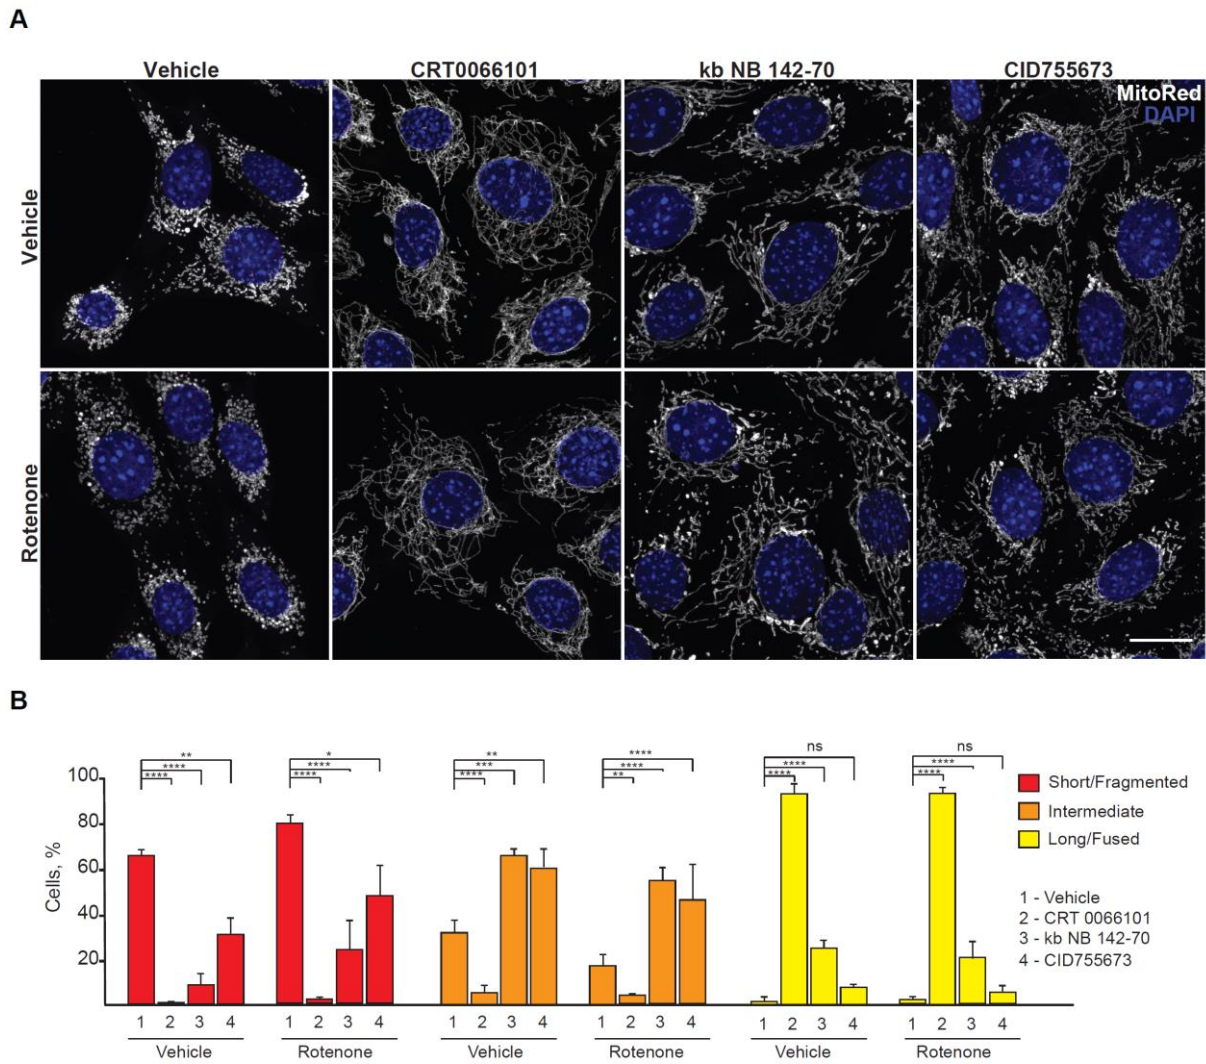 A
Vehicle
CRT0066101
kb NB 142-70
CID755673
MitoRed
DAPI
Vehicle
Rotenone
B
Cells, %
100
80
60
40
20
** * ** **** ns ns
**** **** *** **** **** ****
**** **** **** ** **** ****
Short/Fragmented
Intermediate
Long/Fused
1 - Vehicle
2 - CRT 0066101
3 - kb NB 142-70
4 - CID755673
1 2 3 4 1 2 3 4 1 2 3 4 1 2 3 4 1 2 3 4 1 2 3 4
Vehicle Rotenone Vehicle Rotenone Vehicle Rotenone